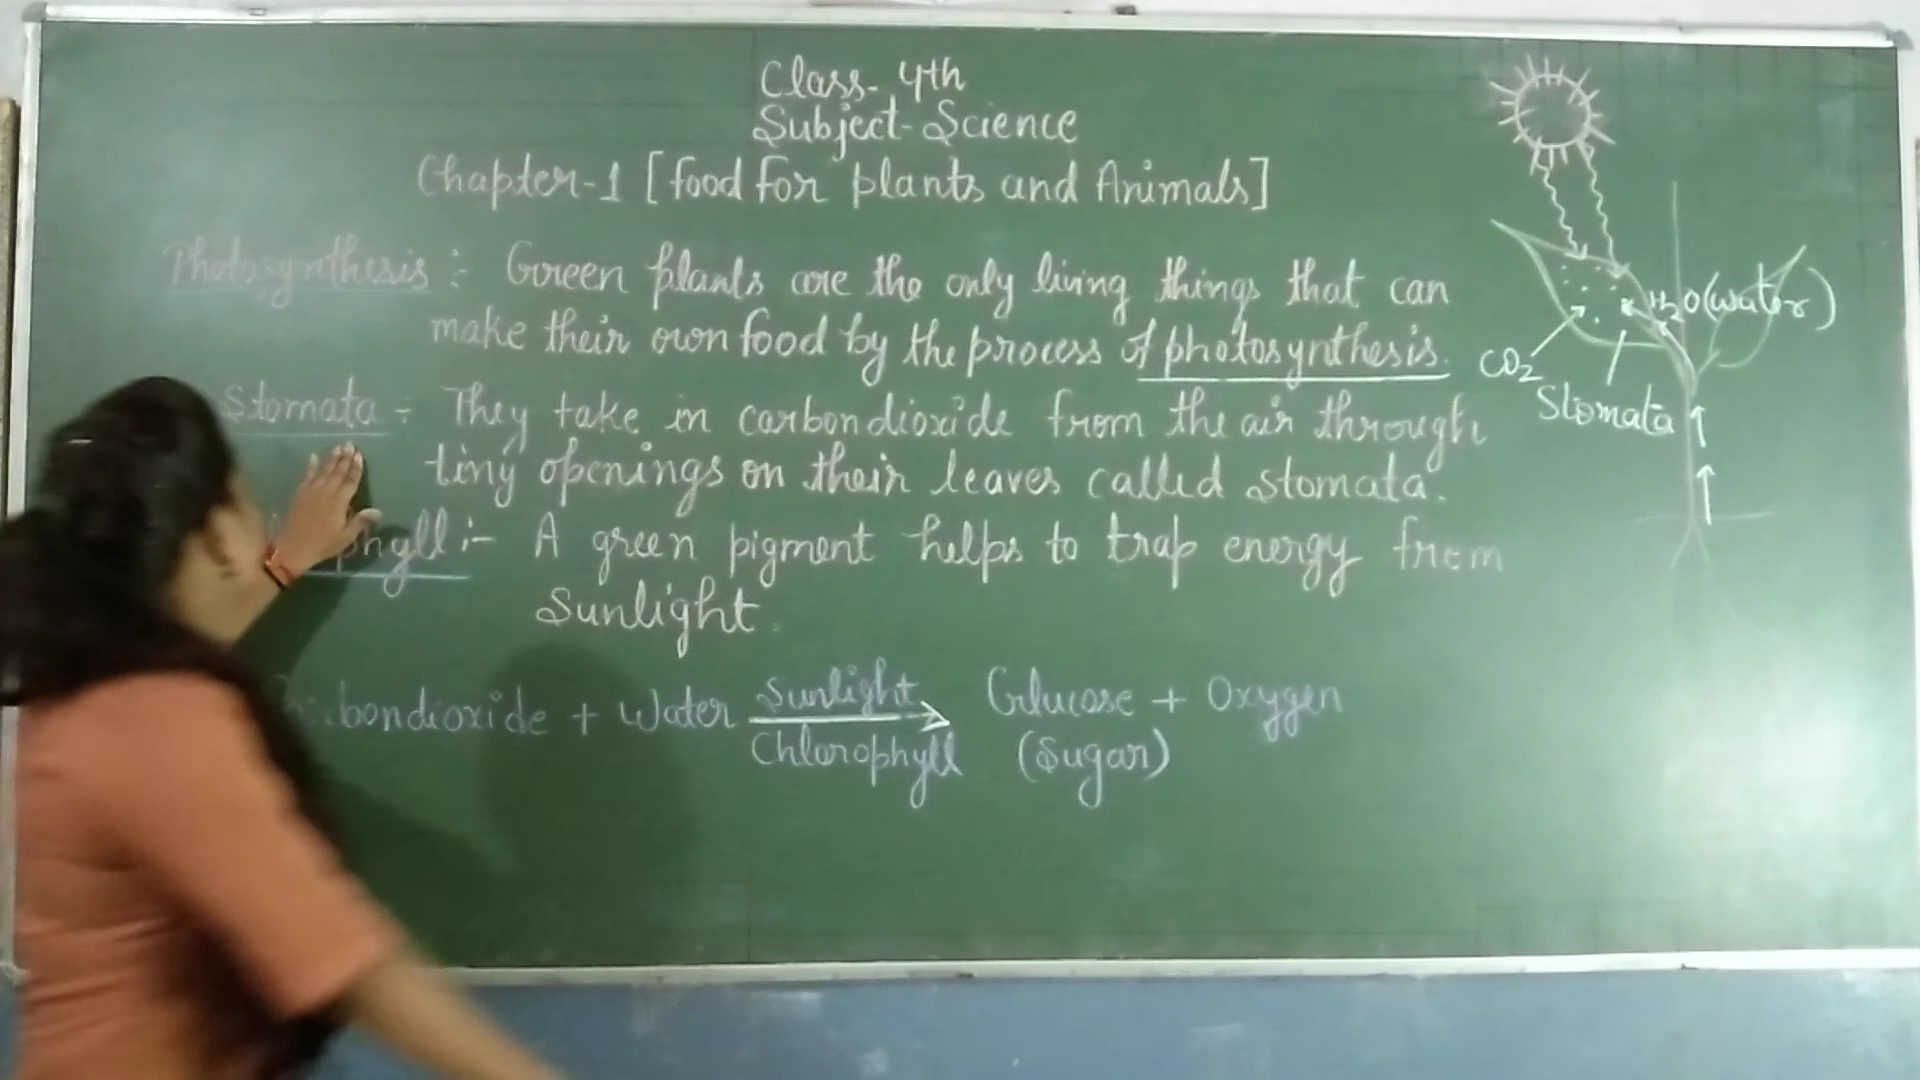 Class- 4th
Subject- Science
Chapter-1 [food for plants and Animals]
Photosynthesis :- Green plants are the only living things that can
make their own food by the process of photosynthesis.
Stomata :- They take in carbondioxide from the air through
tiny openings on their leaves called stomata.
phyll :- A green pigment helps to trap energy from
Sunlight.
bondioxide + Water Sunlight Glucose + Oxygen
Chlorophyll (Sugar)
H2O(water)
CO2
Stomata